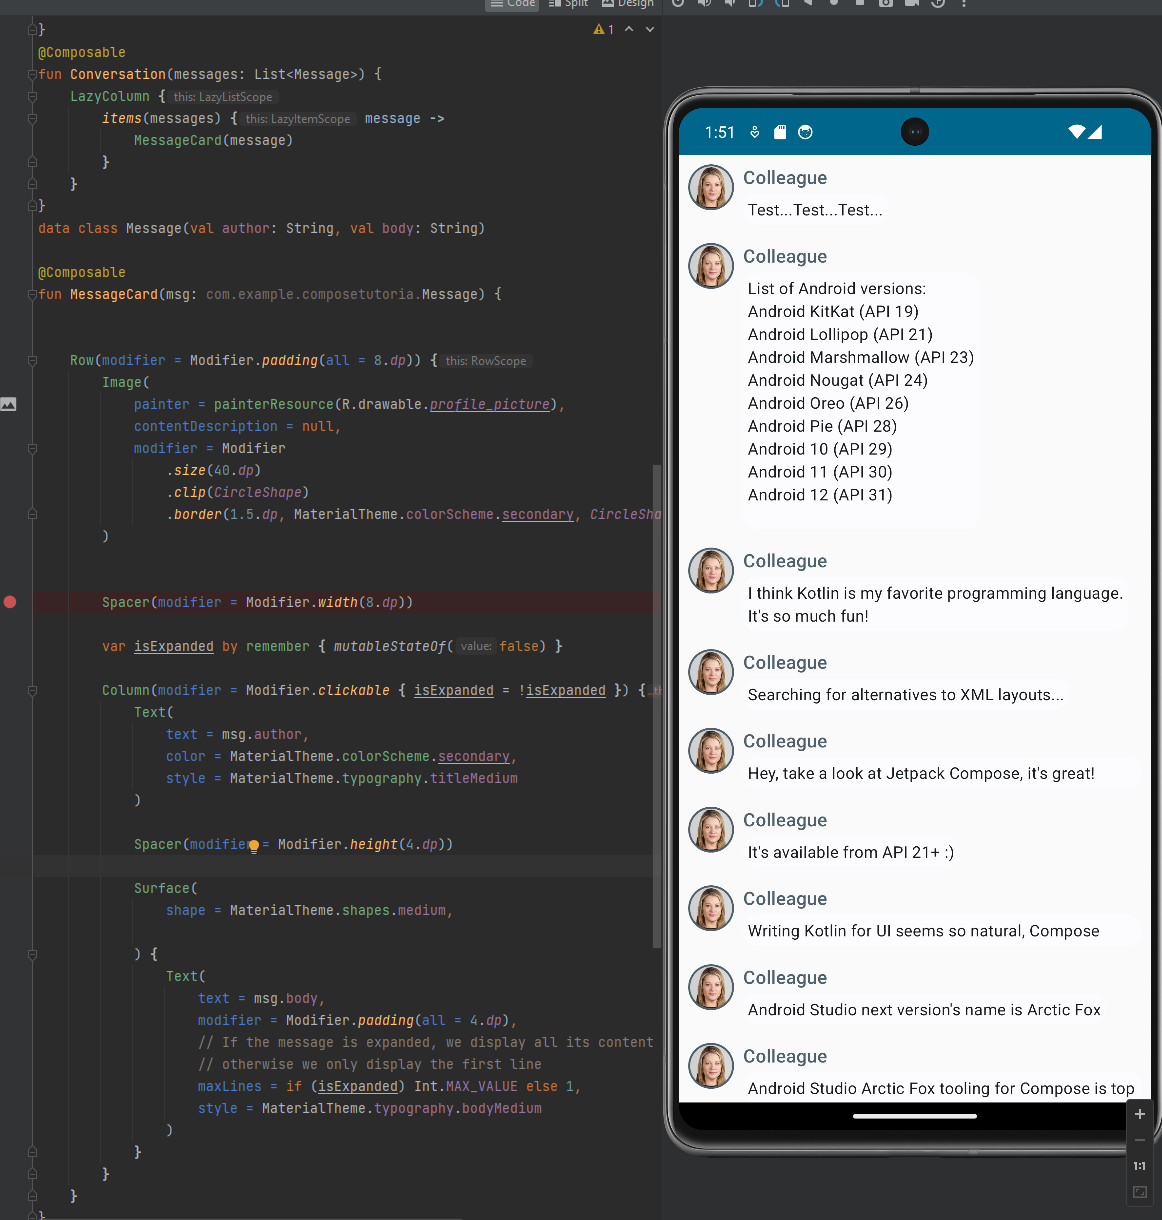 Code Split Design
}
1
@Composable
fun Conversation(messages: List<Message>) {
LazyColumn { this: LazyListScope
items(messages) { this: LazyItemScope message ->
MessageCard(message)
}
}
}
data class Message(val author: String, val body: String)
@Composable
fun MessageCard(msg: com.example.composetutoria.Message) {
Row(modifier = Modifier.padding(all = 8.dp)) { this: RowScope
Image(
painter = painterResource(R.drawable.profile_picture),
contentDescription = null,
modifier = Modifier
.size(40.dp)
.clip(CircleShape)
.border(1.5.dp, MaterialTheme.colorScheme.secondary, CircleSha
)
Spacer(modifier = Modifier.width(8.dp))
var isExpanded by remember { mutableStateOf( value: false) }
Column(modifier = Modifier.clickable { isExpanded = !isExpanded }) {
Text(
text = msg.author,
color = MaterialTheme.colorScheme.secondary,
style = MaterialTheme.typography.titleMedium
)
Spacer(modifier = Modifier.height(4.dp))
Surface(
shape = MaterialTheme.shapes.medium,
) {
Text(
text = msg.body,
modifier = Modifier.padding(all = 4.dp),
// If the message is expanded, we display all its content
// otherwise we only display the first line
maxLines = if (isExpanded) Int.MAX_VALUE else 1,
style = MaterialTheme.typography.bodyMedium
)
}
}
}
}
1:51
Colleague
Test...Test...Test...
Colleague
List of Android versions:
Android KitKat (API 19)
Android Lollipop (API 21)
Android Marshmallow (API 23)
Android Nougat (API 24)
Android Oreo (API 26)
Android Pie (API 28)
Android 10 (API 29)
Android 11 (API 30)
Android 12 (API 31)
Colleague
I think Kotlin is my favorite programming language.
It's so much fun!
Colleague
Searching for alternatives to XML layouts...
Colleague
Hey, take a look at Jetpack Compose, it's great!
Colleague
It's available from API 21+ :)
Colleague
Writing Kotlin for UI seems so natural, Compose
Colleague
Android Studio next version's name is Arctic Fox
Colleague
Android Studio Arctic Fox tooling for Compose is top
1:1